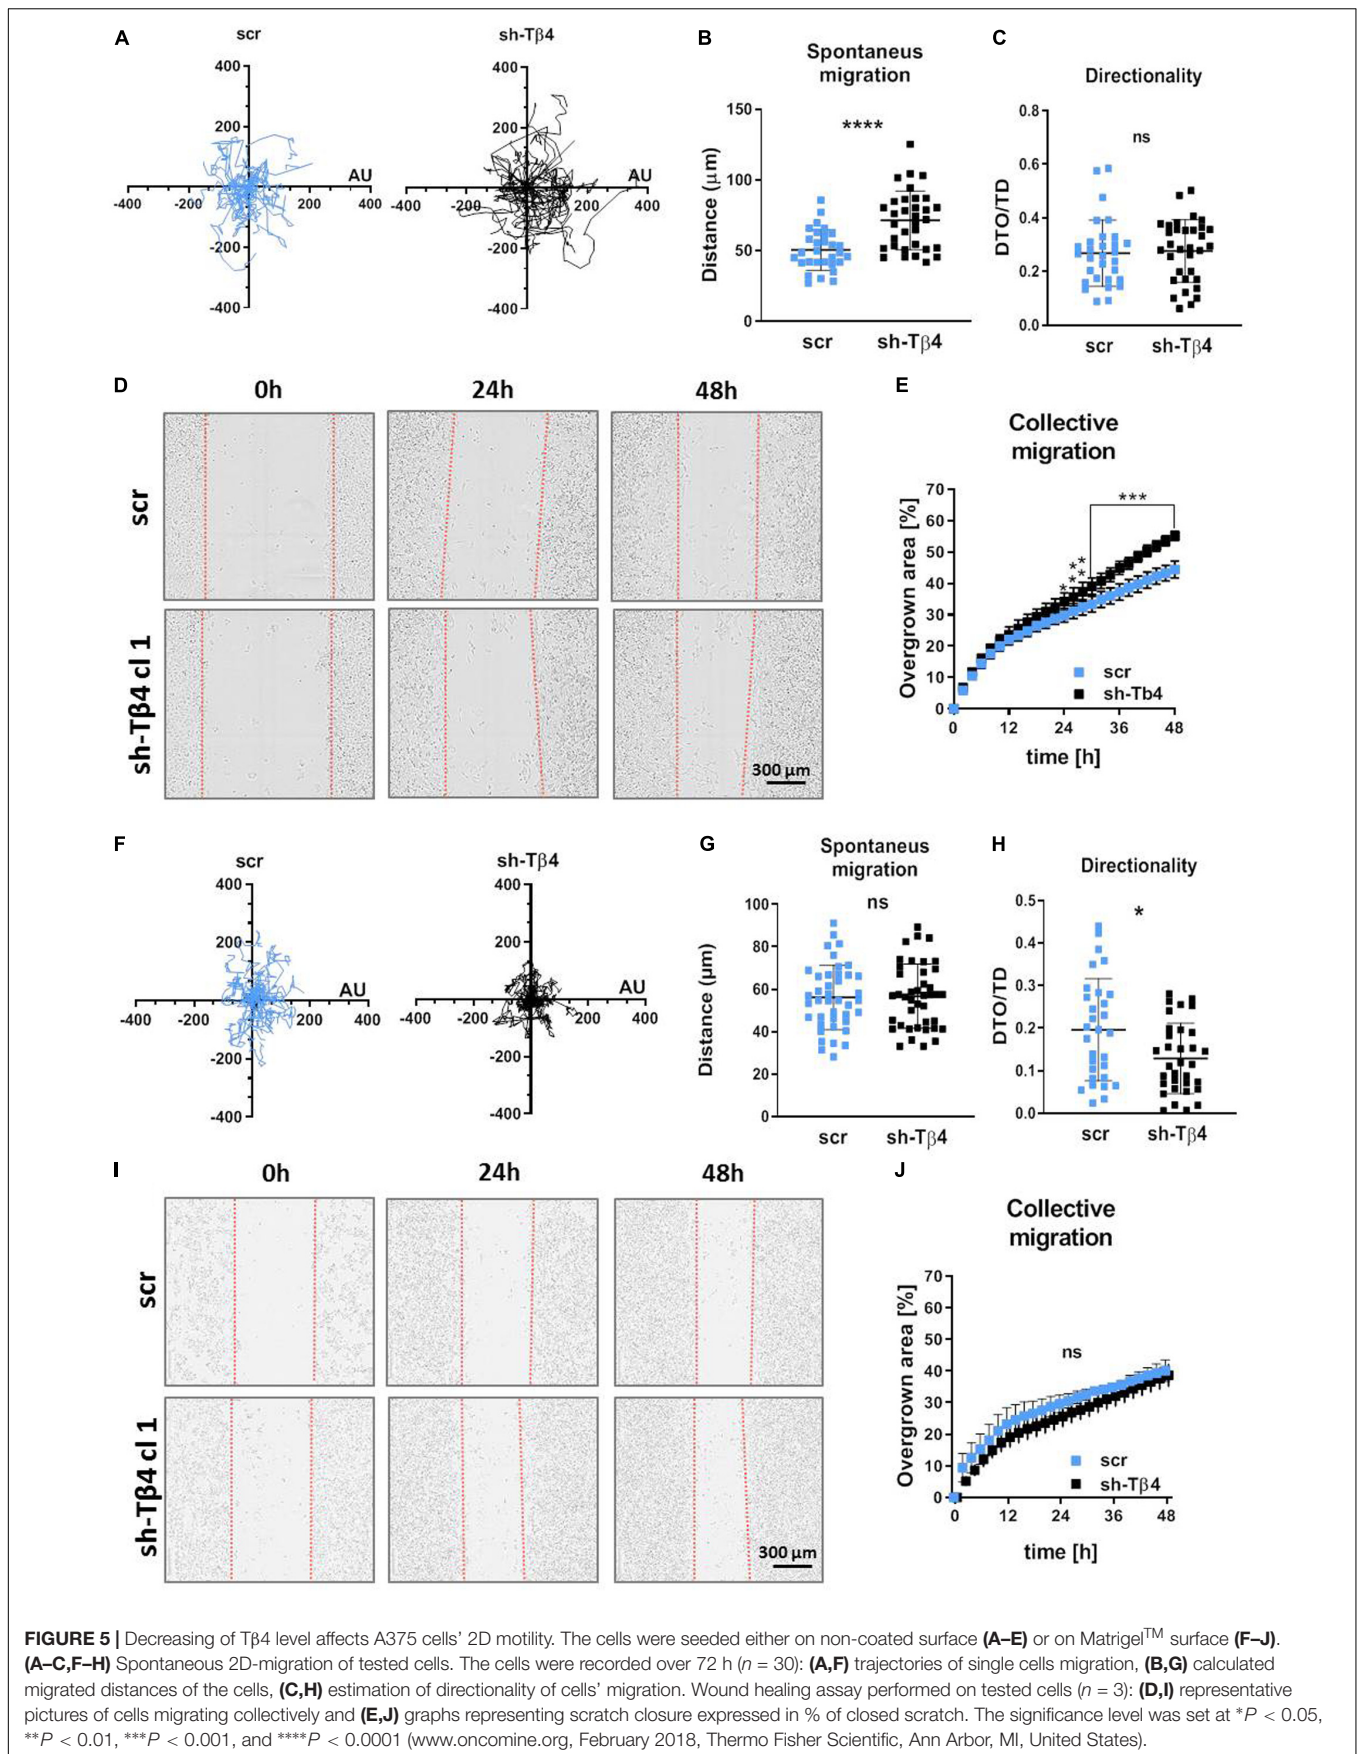 A
scr
sh-Tβ4
400
200
AU
-400
-200
200
400
-200
-400
400
200
AU
-400
-200
200
400
-200
-400
B
Spontaneus
migration
****
Distance (μm)
150
100
50
0
scr
sh-Tβ4
C
Directionality
ns
DTO/TD
0.8
0.6
0.4
0.2
0.0
scr
sh-Tβ4
D
0h
24h
48h
scr
sh-Tβ4 cl 1
300 μm
E
Collective
migration
Overgrown area [%]
70
60
50
40
30
20
10
0
***
*
**
**
scr
sh-Tb4
0
12
24
36
48
time [h]
F
scr
sh-Tβ4
400
200
AU
-400
-200
200
400
-200
-400
400
200
AU
-400
-200
200
400
-200
-400
G
Spontaneus
migration
ns
Distance (μm)
100
80
60
40
20
0
scr
sh-Tβ4
H
Directionality
*
DTO/TD
0.5
0.4
0.3
0.2
0.1
0.0
scr
sh-Tβ4
I
0h
24h
48h
scr
sh-Tβ4 cl 1
300 μm
J
Collective
migration
Overgrown area [%]
70
60
50
40
30
20
10
0
ns
scr
sh-Tβ4
0
12
24
36
48
time [h]
FIGURE 5 | Decreasing of Tβ4 level affects A375 cells' 2D motility. The cells were seeded either on non-coated surface (A–E) or on Matrigel™ surface (F–J).
(A–C,F–H) Spontaneous 2D-migration of tested cells. The cells were recorded over 72 h (n = 30): (A,F) trajectories of single cells migration, (B,G) calculated
migrated distances of the cells, (C,H) estimation of directionality of cells' migration. Wound healing assay performed on tested cells (n = 3): (D,I) representative
pictures of cells migrating collectively and (E,J) graphs representing scratch closure expressed in % of closed scratch. The significance level was set at *P < 0.05,
**P < 0.01, ***P < 0.001, and ****P < 0.0001 (www.oncomine.org, February 2018, Thermo Fisher Scientific, Ann Arbor, MI, United States).